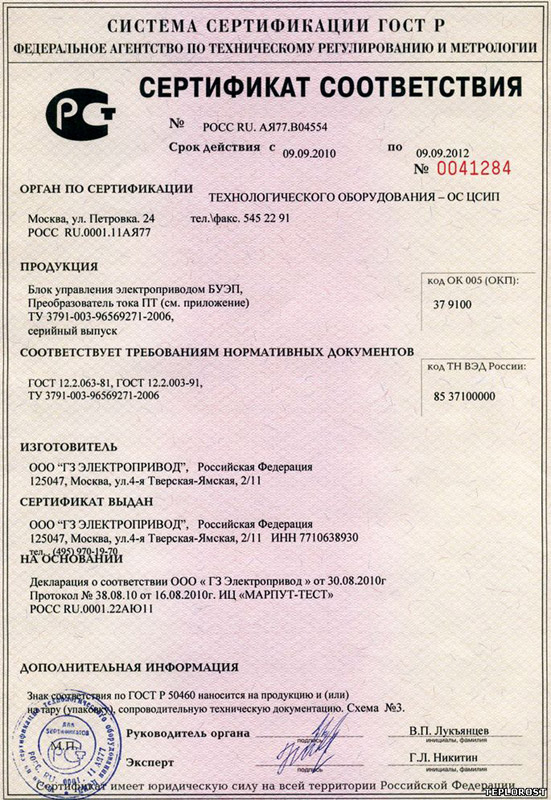 СИСТЕМА СЕРТИФИКАЦИИ ГОСТ Р
ФЕДЕРАЛЬНОЕ АГЕНТСТВО ПО ТЕХНИЧЕСКОМУ РЕГУЛИРОВАНИЮ И МЕТРОЛОГИИ
СЕРТИФИКАТ СООТВЕТСТВИЯ
№ РОСС RU. АЯ77.В04554
Срок действия с 09.09.2010 по 09.09.2012
№ 0041284
ОРГАН ПО СЕРТИФИКАЦИИ ТЕХНОЛОГИЧЕСКОГО ОБОРУДОВАНИЯ – ОС ЦСИП
Москва, ул. Петровка. 24 тел.\факс. 545 22 91
РОСС RU.0001.11АЯ77
ПРОДУКЦИЯ
Блок управления электроприводом БУЭП,
Преобразователь тока ПТ (см. приложение)
ТУ 3791-003-96569271-2006,
серийный выпуск
код ОК 005 (ОКП):
37 9100
СООТВЕТСТВУЕТ ТРЕБОВАНИЯМ НОРМАТИВНЫХ ДОКУМЕНТОВ
ГОСТ 12.2.063-81, ГОСТ 12.2.003-91,
ТУ 3791-003-96569271-2006
код ТН ВЭД России:
85 37100000
ИЗГОТОВИТЕЛЬ
ООО “ГЗ ЭЛЕКТРОПРИВОД”, Российская Федерация
125047, Москва, ул.4-я Тверская-Ямская, 2/11
СЕРТИФИКАТ ВЫДАН
ООО “ГЗ ЭЛЕКТРОПРИВОД”, Российская Федерация
125047, Москва, ул.4-я Тверская-Ямская, 2/11 ИНН 7710638930
тел. (495) 970-19-70
НА ОСНОВАНИИ
Декларация о соответствии ООО « ГЗ Электропривод » от 30.08.2010г
Протокол № 38.08.10 от 16.08.2010г. ИЦ «МАРПУТ-ТЕСТ»
РОСС RU.0001.22АЮ11
ДОПОЛНИТЕЛЬНАЯ ИНФОРМАЦИЯ
Знак соответствия по ГОСТ Р 50460 наносится на продукцию и (или)
на тару (упаковку), сопроводительную техническую документацию. Схема №3.
Руководитель органа В.П. Лукьянцев
подпись инициалы, фамилия
М.П.
Эксперт Г.Л. Никитин
подпись инициалы, фамилия
Сертификат имеет юридическую силу на всей территории Российской Федерации
ДЛЯ СЕРТИФИКАТОВ
TEPLOROST